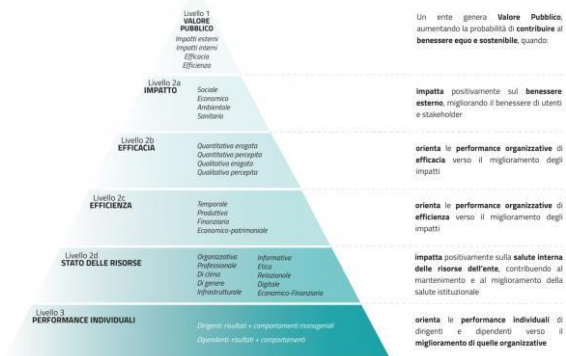 Livello 1
VALORE
PUBBLICO
Impatti esterni
Impatti interni
Efficacia
Efficienza
Un ente genera Valore Pubblico,
aumentando la probabilità di contribuire al
benessere equo e sostenibile, quando:
Livello 2a
IMPATTO
Sociale
Economico
Ambientale
Sanitario
impatta positivamente sul benessere
esterno, migliorando il benessere di utenti
e stakeholder
Livello 2b
EFFICACIA
Quantitativa erogata
Quantitativa percepita
Qualitativa erogata
Qualitativa percepita
orienta le performance organizzative di
efficacia verso il miglioramento degli
impatti
Livello 2c
EFFICIENZA
Temporale
Produttiva
Finanziaria
Economico-patrimoniale
orienta le performance organizzative di
efficienza verso il miglioramento degli
impatti
Livello 2d
STATO DELLE RISORSE
Organizzativa
Professionale
Di clima
Di genere
Infrastrutturale
Informativa
Etica
Relazionale
Digitale
Economico-Finanziaria
impatta positivamente sulla salute interna
delle risorse dell'ente, contribuendo al
mantenimento e al miglioramento della
salute istituzionale
Livello 3
PERFORMANCE INDIVIDUALI
Dirigenti risultati + comportamenti manageriali
Dipendenti risultati + comportamenti
orienta le performance individuali di
dirigenti e dipendenti verso il
miglioramento di quelle organizzative